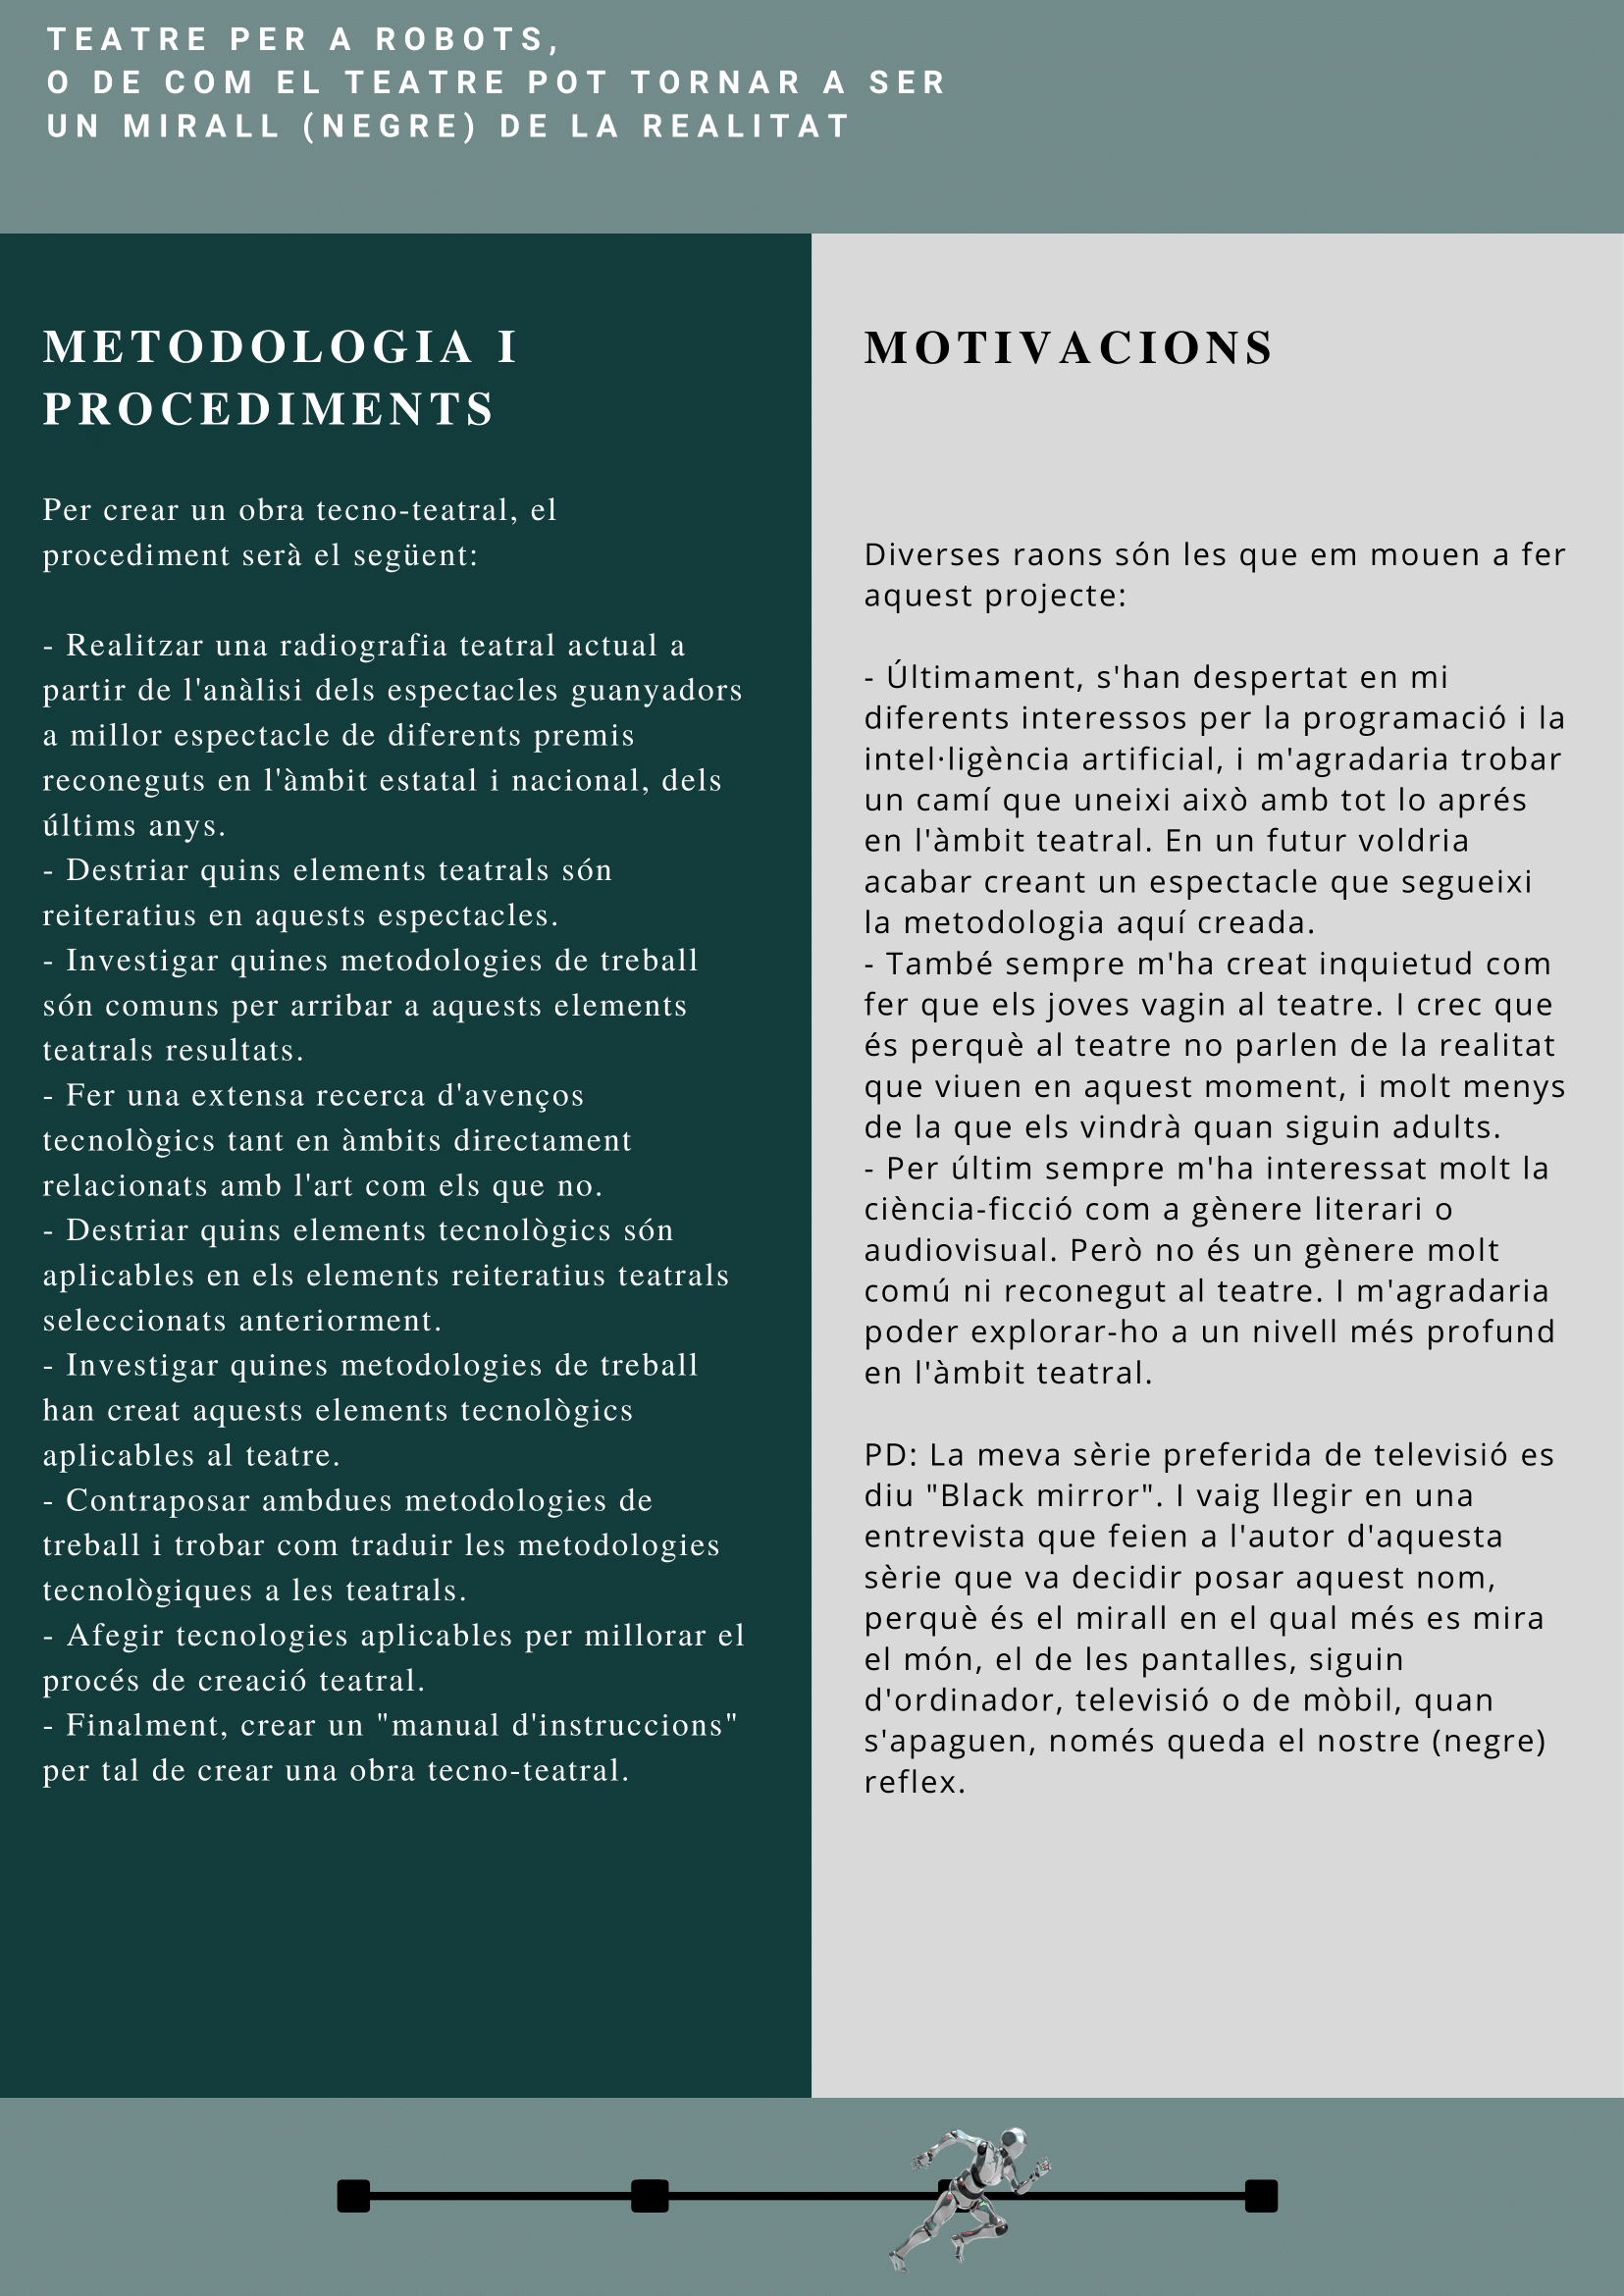 TEATRE PER A ROBOTS,
O DE COM EL TEATRE POT TORNAR A SER
UN MIRALL (NEGRE) DE LA REALITAT
METODOLOGIA I
PROCEDIMENTS
Per crear un obra tecno-teatral, el
procediment serà el següent:
- Realitzar una radiografia teatral actual a
partir de l'anàlisi dels espectacles guanyadors
a millor espectacle de diferents premis
reconeguts en l'àmbit estatal i nacional, dels
últims anys.
- Destriar quins elements teatrals són
reiteratius en aquests espectacles.
- Investigar quines metodologies de treball
són comuns per arribar a aquests elements
teatrals resultats.
- Fer una extensa recerca d'avenços
tecnològics tant en àmbits directament
relacionats amb l'art com els que no.
- Destriar quins elements tecnològics són
aplicables en els elements reiteratius teatrals
seleccionats anteriorment.
- Investigar quines metodologies de treball
han creat aquests elements tecnològics
aplicables al teatre.
- Contraposar ambdues metodologies de
treball i trobar com traduir les metodologies
tecnològiques a les teatrals.
- Afegir tecnologies aplicables per millorar el
procés de creació teatral.
- Finalment, crear un "manual d'instruccions"
per tal de crear una obra tecno-teatral.
MOTIVACIONS
Diverses raons són les que em mouen a fer
aquest projecte:
- Últimament, s'han despertat en mi
diferents interessos per la programació i la
intel·ligència artificial, i m'agradaria trobar
un camí que uneixi això amb tot lo aprés
en l'àmbit teatral. En un futur voldria
acabar creant un espectacle que segueixi
la metodologia aquí creada.
- També sempre m'ha creat inquietud com
fer que els joves vagin al teatre. I crec que
és perquè al teatre no parlen de la realitat
que viuen en aquest moment, i molt menys
de la que els vindrà quan siguin adults.
- Per últim sempre m'ha interessat molt la
ciència-ficció com a gènere literari o
audiovisual. Però no és un gènere molt
comú ni reconegut al teatre. I m'agradaria
poder explorar-ho a un nivell més profund
en l'àmbit teatral.
PD: La meva sèrie preferida de televisió es
diu "Black mirror". I vaig llegir en una
entrevista que feien a l'autor d'aquesta
sèrie que va decidir posar aquest nom,
perquè és el mirall en el qual més es mira
el món, el de les pantalles, siguin
d'ordinador, televisió o de mòbil, quan
s'apaguen, només queda el nostre (negre)
reflex.